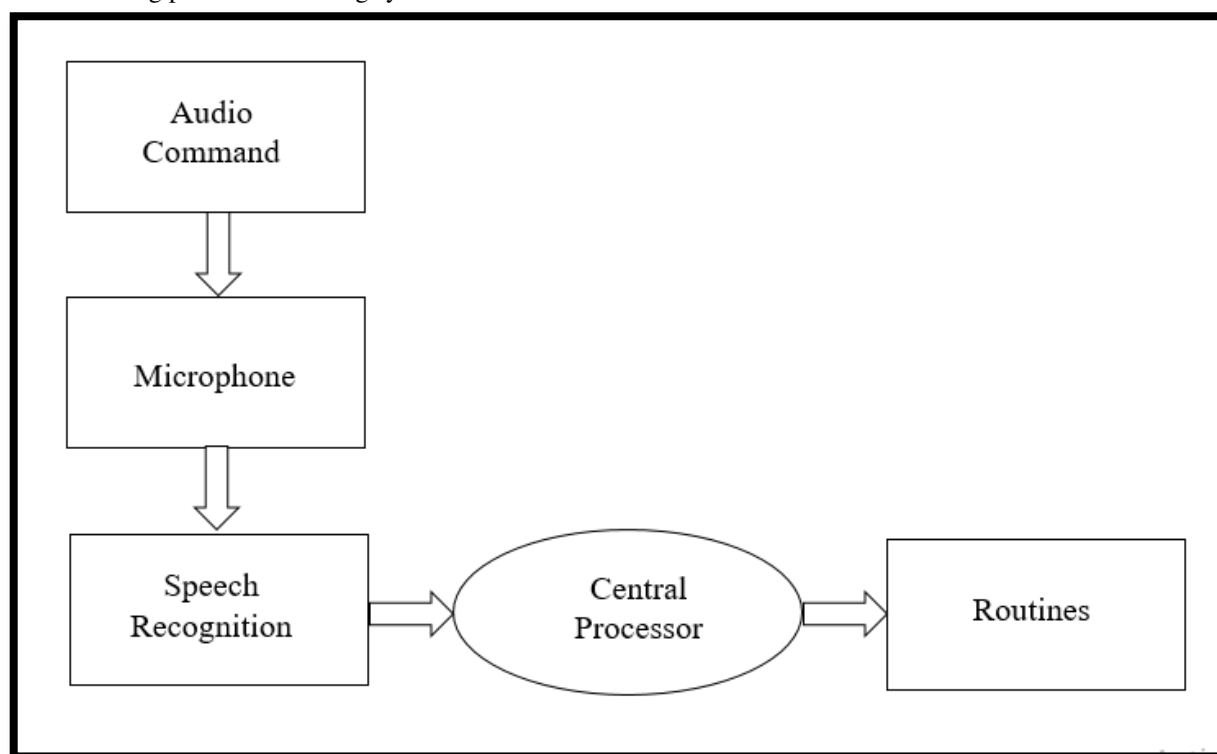 Audio
Command
Microphone
Speech
Recognition
Central
Processor
Routines